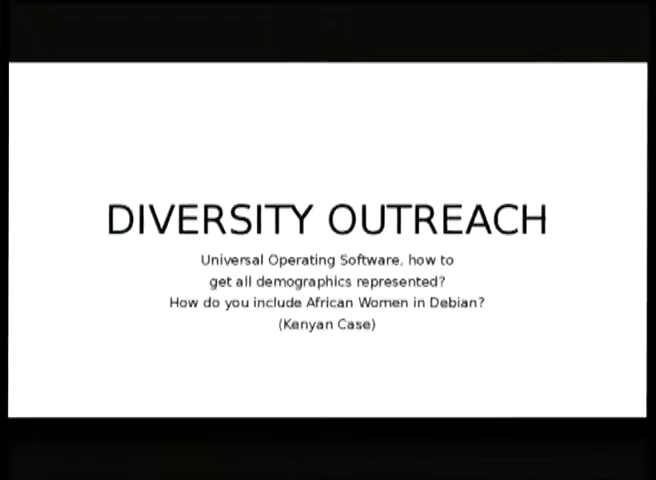 DIVERSITY OUTREACH
Universal Operating Software, how to
get all demographics represented?
How do you include African Women in Debian?
(Kenyan Case)